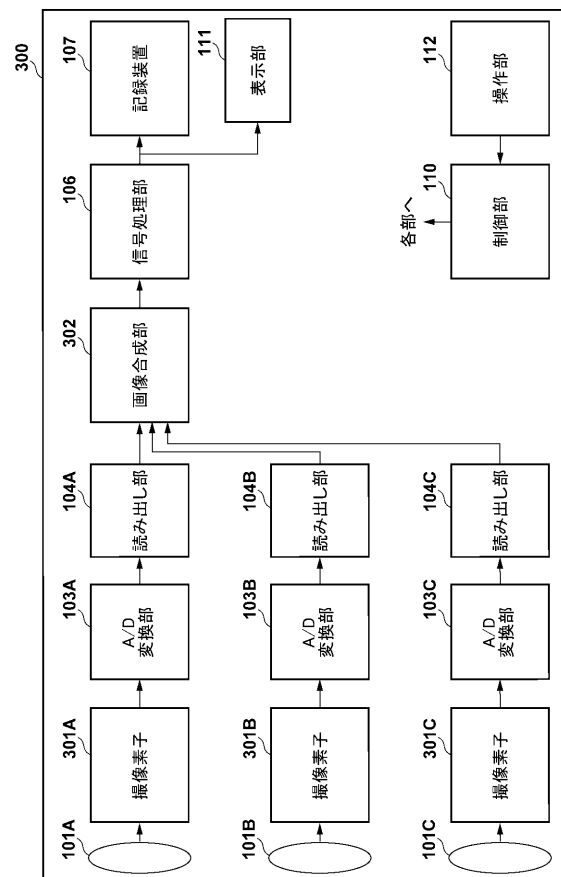 300
101A
301A
撮像素子
103A
A/D
変換部
104A
読み出し部
302
画像合成部
106
信号処理部
107
記録装置
111
表示部
101B
301B
撮像素子
103B
A/D
変換部
104B
読み出し部
101C
301C
撮像素子
103C
A/D
変換部
104C
読み出し部
各部へ
110
制御部
112
操作部